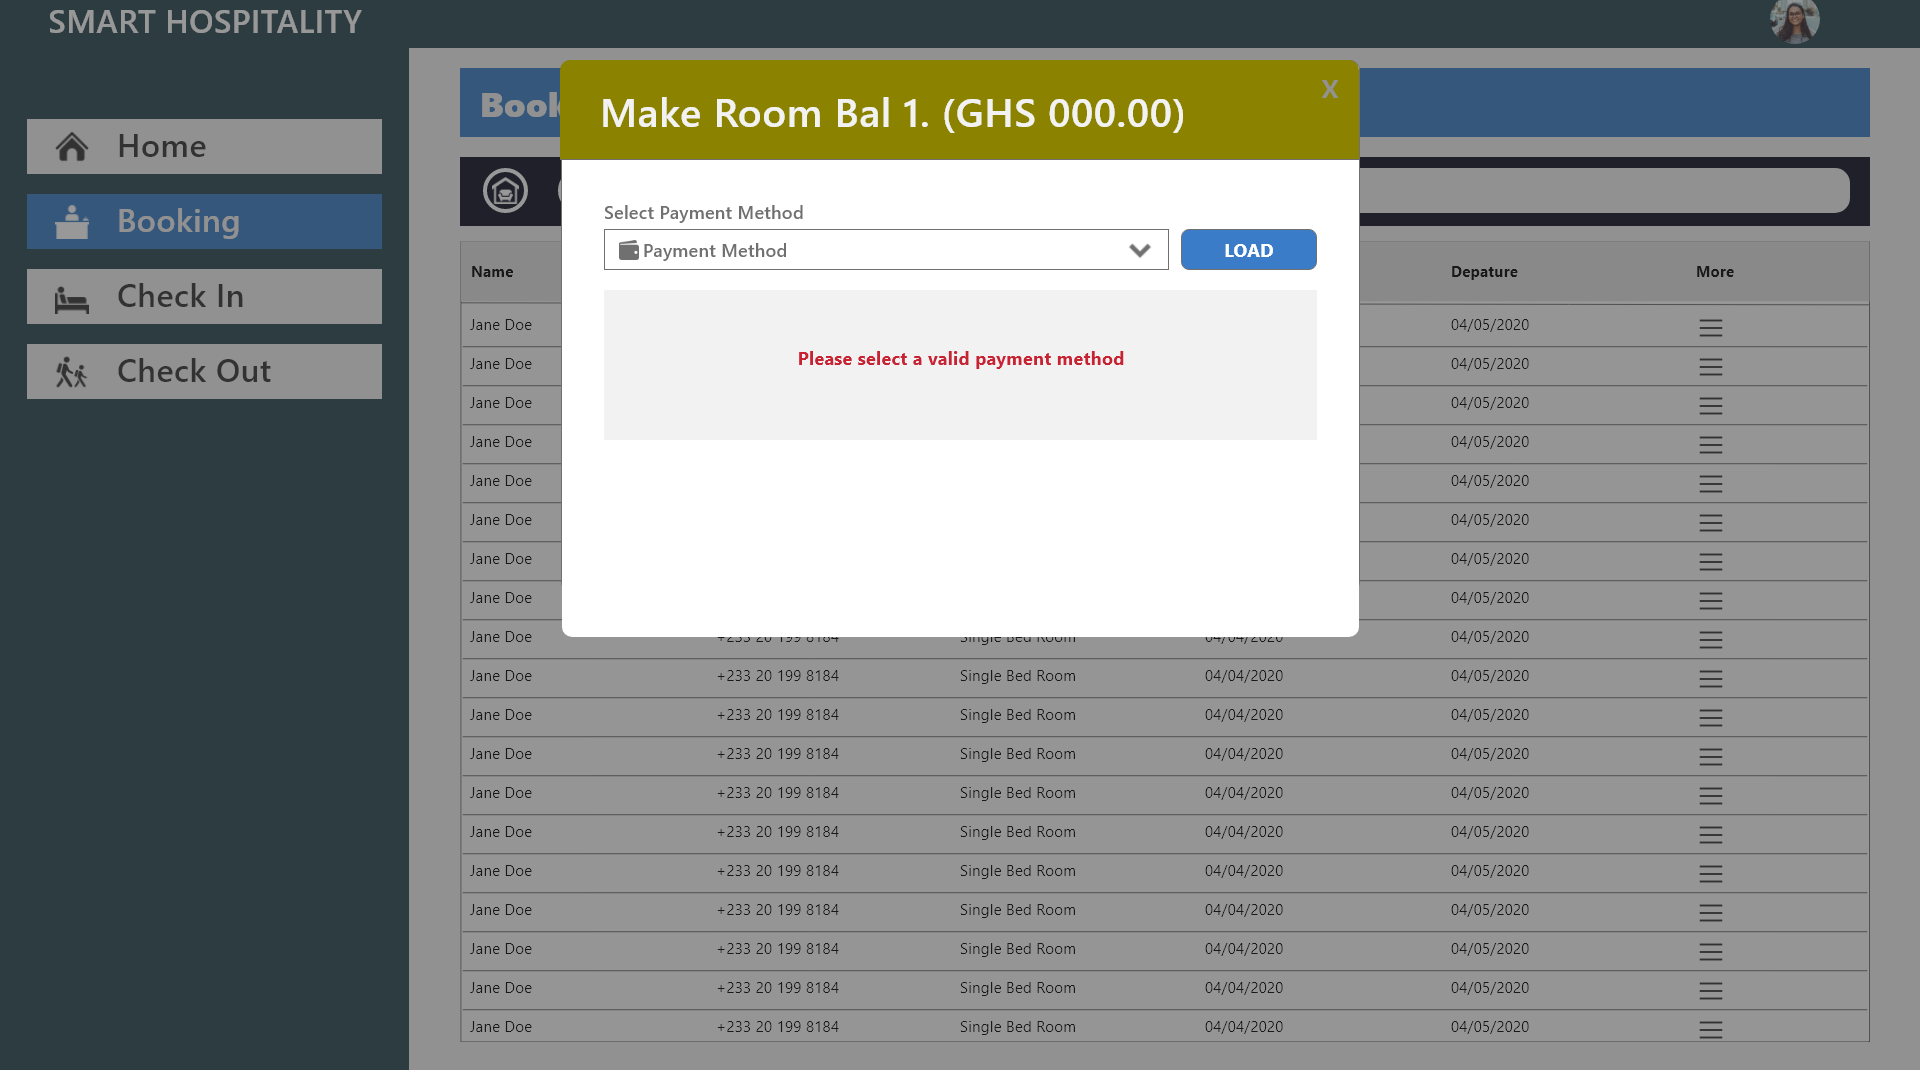 SMART HOSPITALITY
Home
Booking
Check In
Check Out
Make Room Bal 1. (GHS 000.00)
X
Select Payment Method
Payment Method
LOAD
Please select a valid payment method
Name Depature More
Jane Doe 04/05/2020
Jane Doe 04/05/2020
Jane Doe 04/05/2020
Jane Doe 04/05/2020
Jane Doe 04/05/2020
Jane Doe 04/05/2020
Jane Doe 04/05/2020
Jane Doe 04/05/2020
Jane Doe +233 20 199 8184 Single Bed Room 04/04/2020 04/05/2020
Jane Doe +233 20 199 8184 Single Bed Room 04/04/2020 04/05/2020
Jane Doe +233 20 199 8184 Single Bed Room 04/04/2020 04/05/2020
Jane Doe +233 20 199 8184 Single Bed Room 04/04/2020 04/05/2020
Jane Doe +233 20 199 8184 Single Bed Room 04/04/2020 04/05/2020
Jane Doe +233 20 199 8184 Single Bed Room 04/04/2020 04/05/2020
Jane Doe +233 20 199 8184 Single Bed Room 04/04/2020 04/05/2020
Jane Doe +233 20 199 8184 Single Bed Room 04/04/2020 04/05/2020
Jane Doe +233 20 199 8184 Single Bed Room 04/04/2020 04/05/2020
Jane Doe +233 20 199 8184 Single Bed Room 04/04/2020 04/05/2020
Jane Doe +233 20 199 8184 Single Bed Room 04/04/2020 04/05/2020